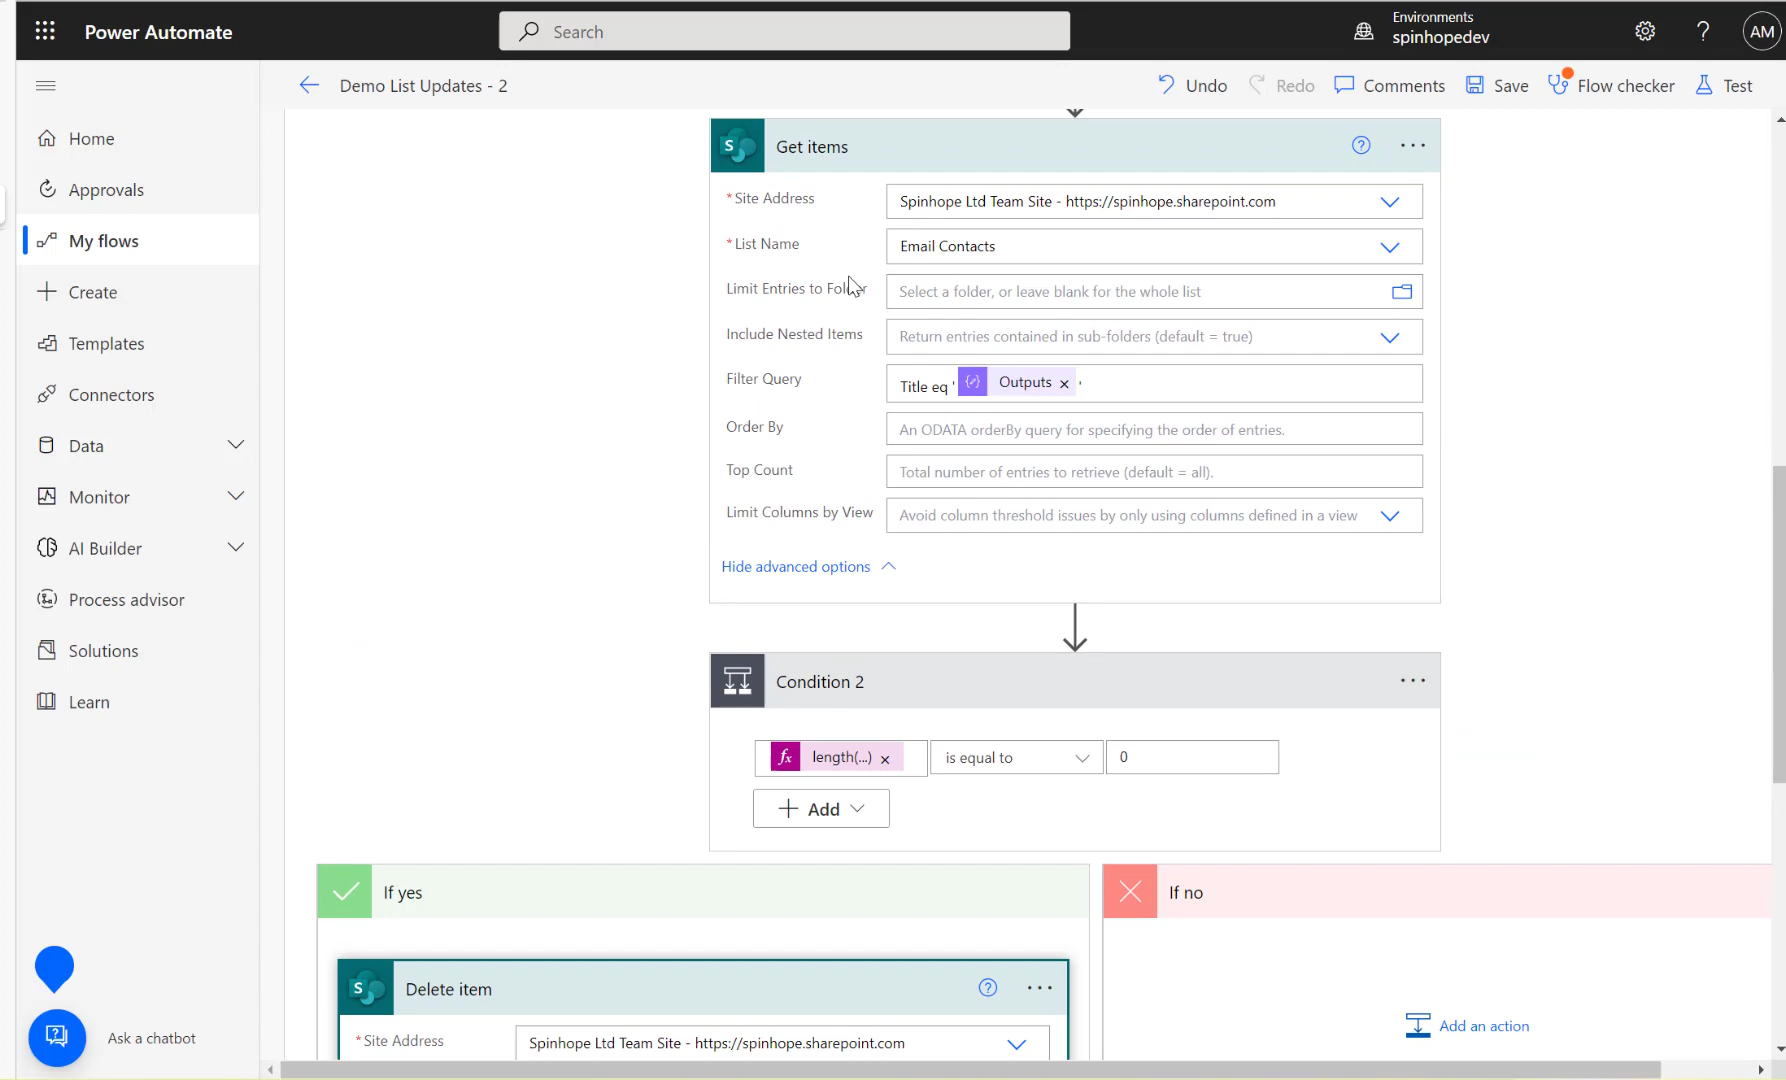 Power Automate
Search
Environments
spinhopedev
AM
Demo List Updates - 2
Undo
Redo
Comments
Save
Flow checker
Test
Home
Approvals
My flows
Create
Templates
Connectors
Data
Monitor
AI Builder
Process advisor
Solutions
Learn
Ask a chatbot
S
Get items
* Site Address
Spinhope Ltd Team Site - https://spinhope.sharepoint.com
* List Name
Email Contacts
Limit Entries to Folder
Select a folder, or leave blank for the whole list
Include Nested Items
Return entries contained in sub-folders (default = true)
Filter Query
Title eq ' Outputs × '
Order By
An ODATA orderBy query for specifying the order of entries.
Top Count
Total number of entries to retrieve (default = all).
Limit Columns by View
Avoid column threshold issues by only using columns defined in a view
Hide advanced options
Condition 2
fx length(...) ×
is equal to
0
+ Add
If yes
If no
S
Delete item
* Site Address
Spinhope Ltd Team Site - https://spinhope.sharepoint.com
Add an action